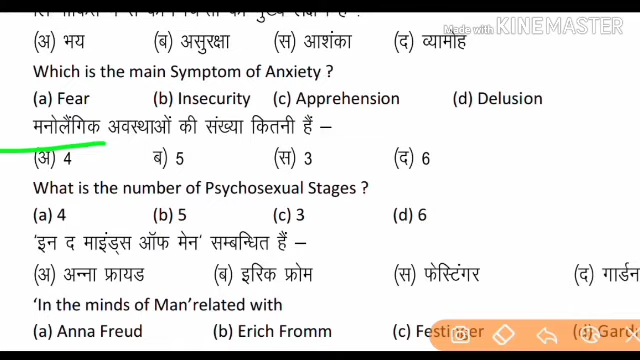 Made with KINEMASTER
(अ) भय (ब) असुरक्षा (स) आशंका (द) व्यामोह
Which is the main Symptom of Anxiety ?
(a) Fear (b) Insecurity (c) Apprehension (d) Delusion
मनोलैंगिक अवस्थाओं की संख्या कितनी हैं –
(अ) 4 ब) 5 (स) 3 (द) 6
What is the number of Psychosexual Stages ?
(a) 4 (b) 5 (c) 3 (d) 6
‘इन द माइंड्स ऑफ मेन’ सम्बन्धित हैं –
(अ) अन्ना फ्रायड (ब) इरिक फ्रोम (स) फेस्टिंगर (द) गार्डन
‘In the minds of Man’related with
(a) Anna Freud (b) Erich Fromm (c) Festinger (d) Gard